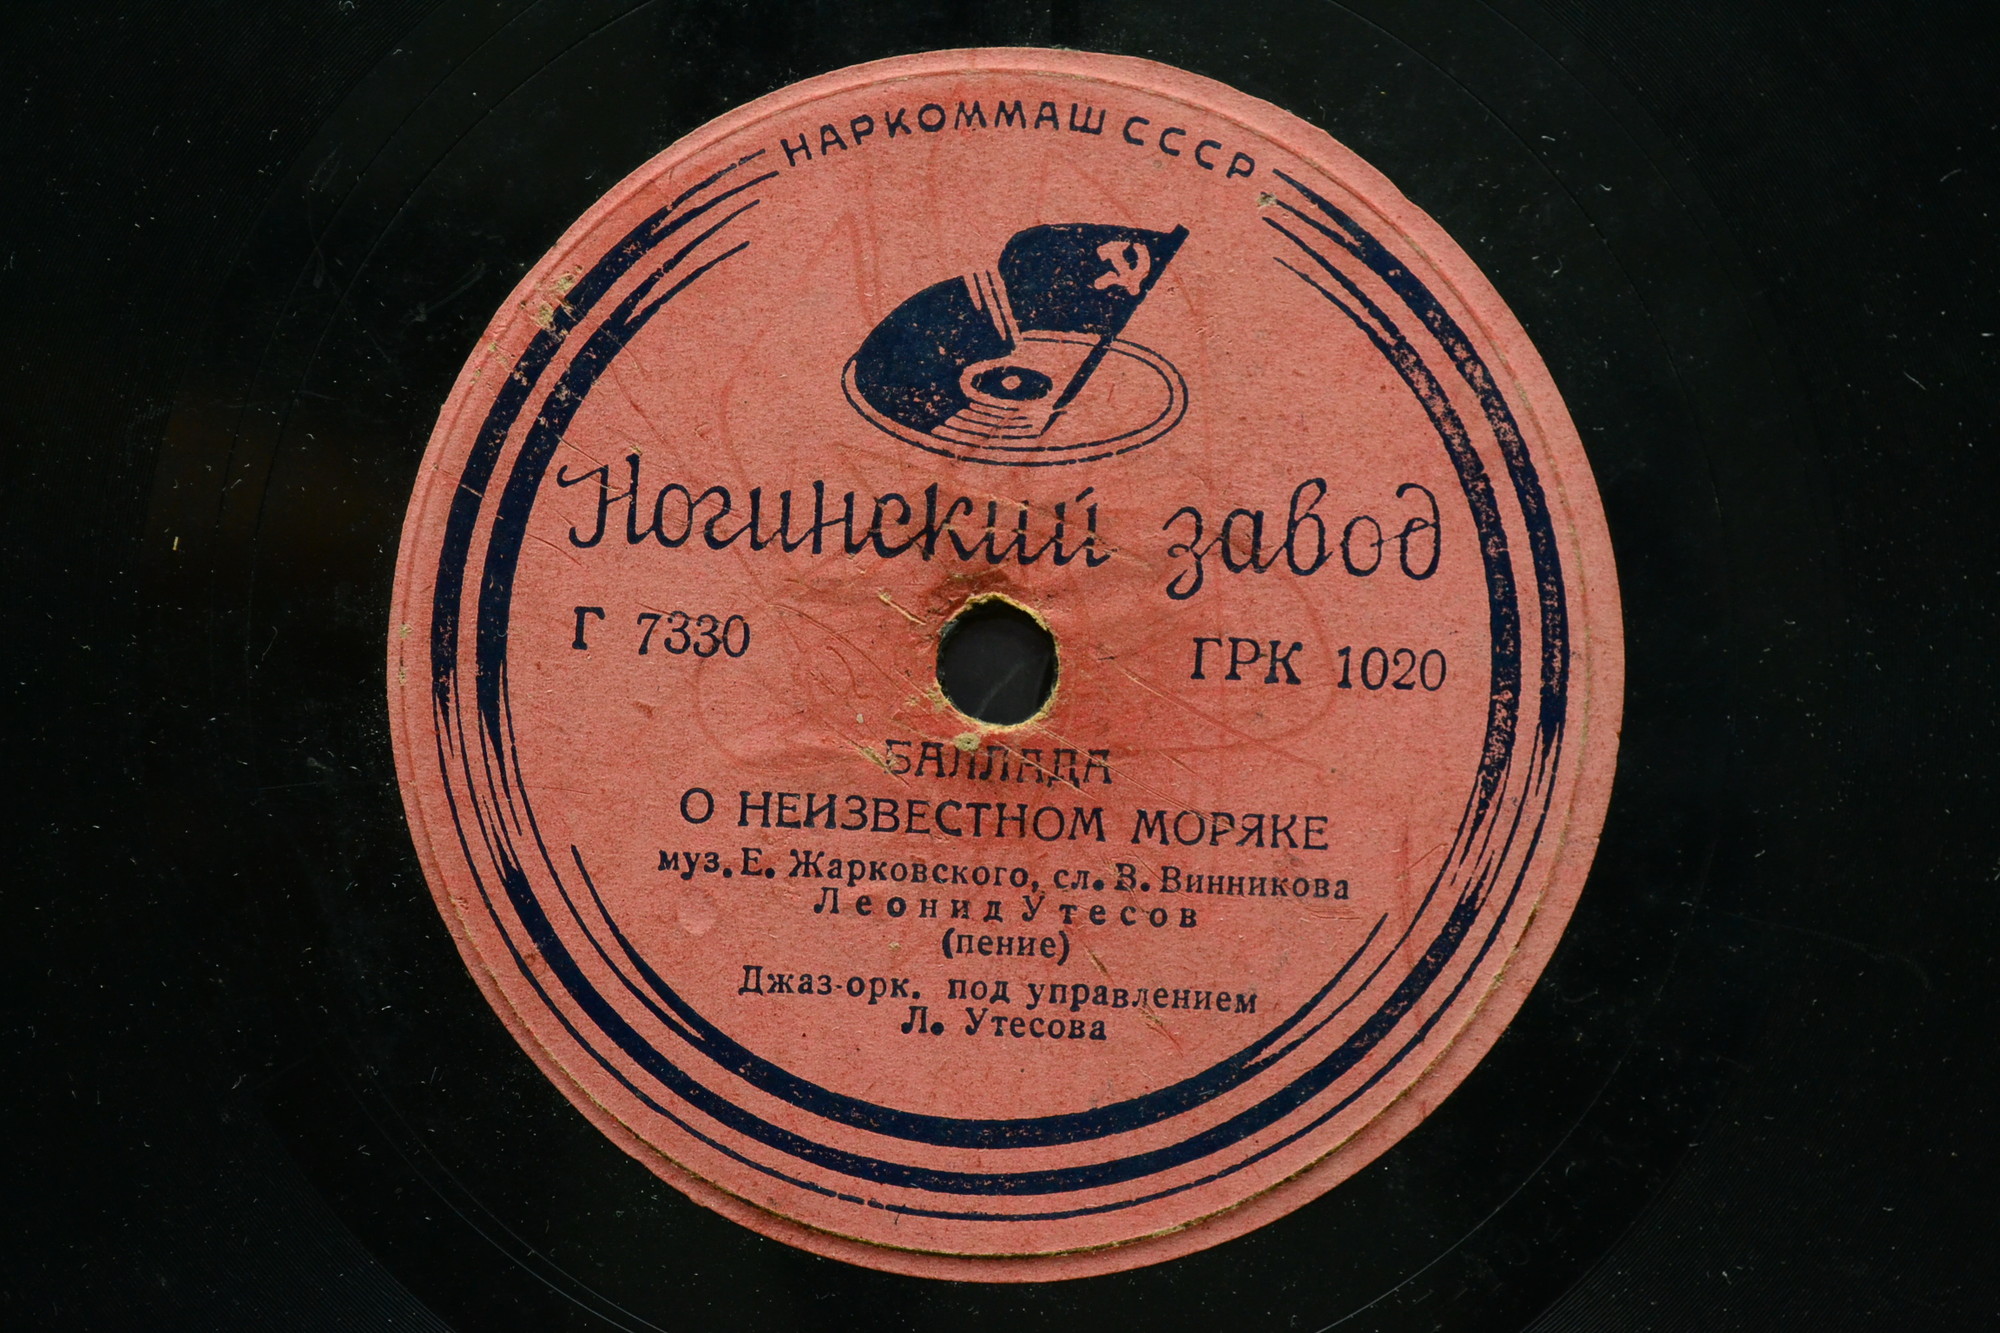 НАРКОММАШ СССР
Ногинский завод
Г 7330 ГРК 1020
БАЛЛАДА
О НЕИЗВЕСТНОМ МОРЯКЕ
муз. Е. Жарковского, сл. В. Винникова
Леонид Утесов
(пение)
Джаз-орк. под управлением
Л. Утесова